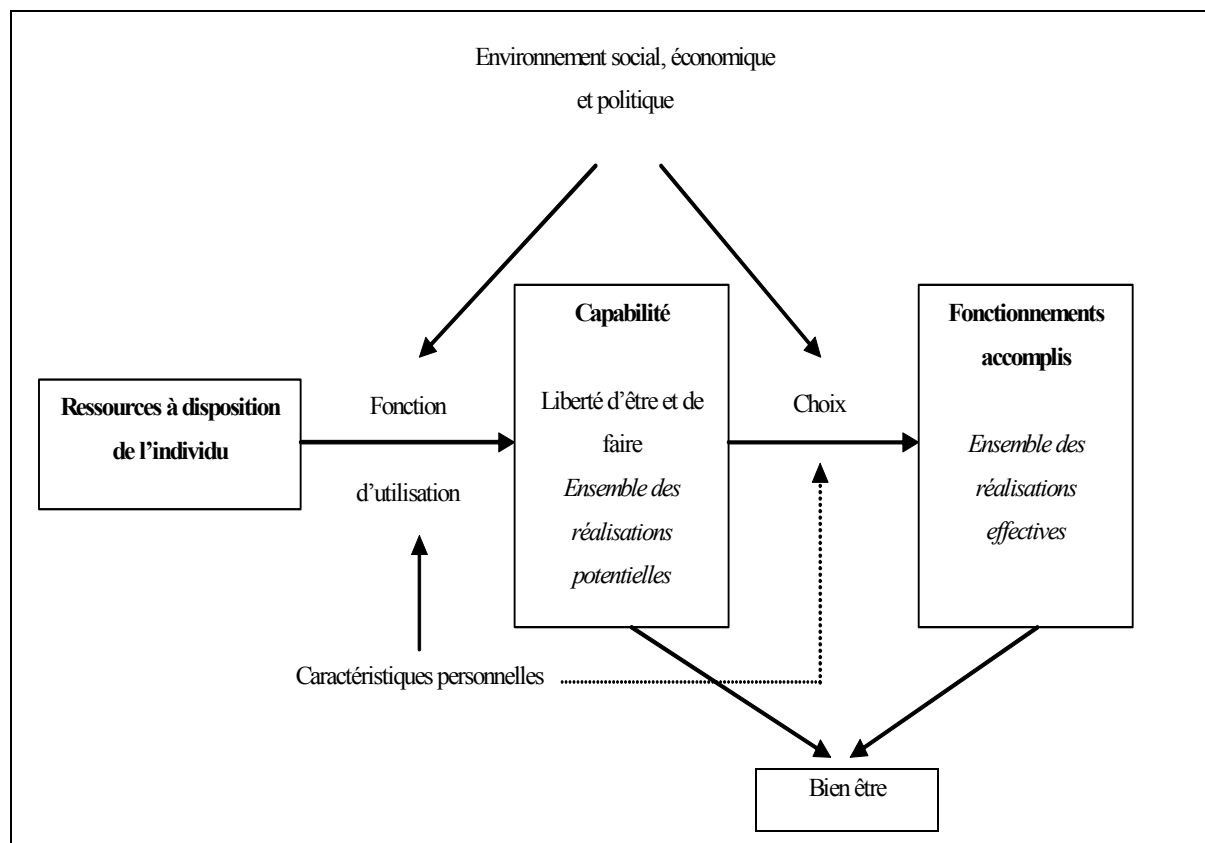 Environnement social, économique
et politique
Ressources à disposition
de l'individu
Fonction
d'utilisation
Capabilité
Liberté d'être et de
faire
Ensemble des
réalisations
potentielles
Choix
Fonctionnements
accomplis
Ensemble des
réalisations
effectives
Caractéristiques personnelles
Bien être